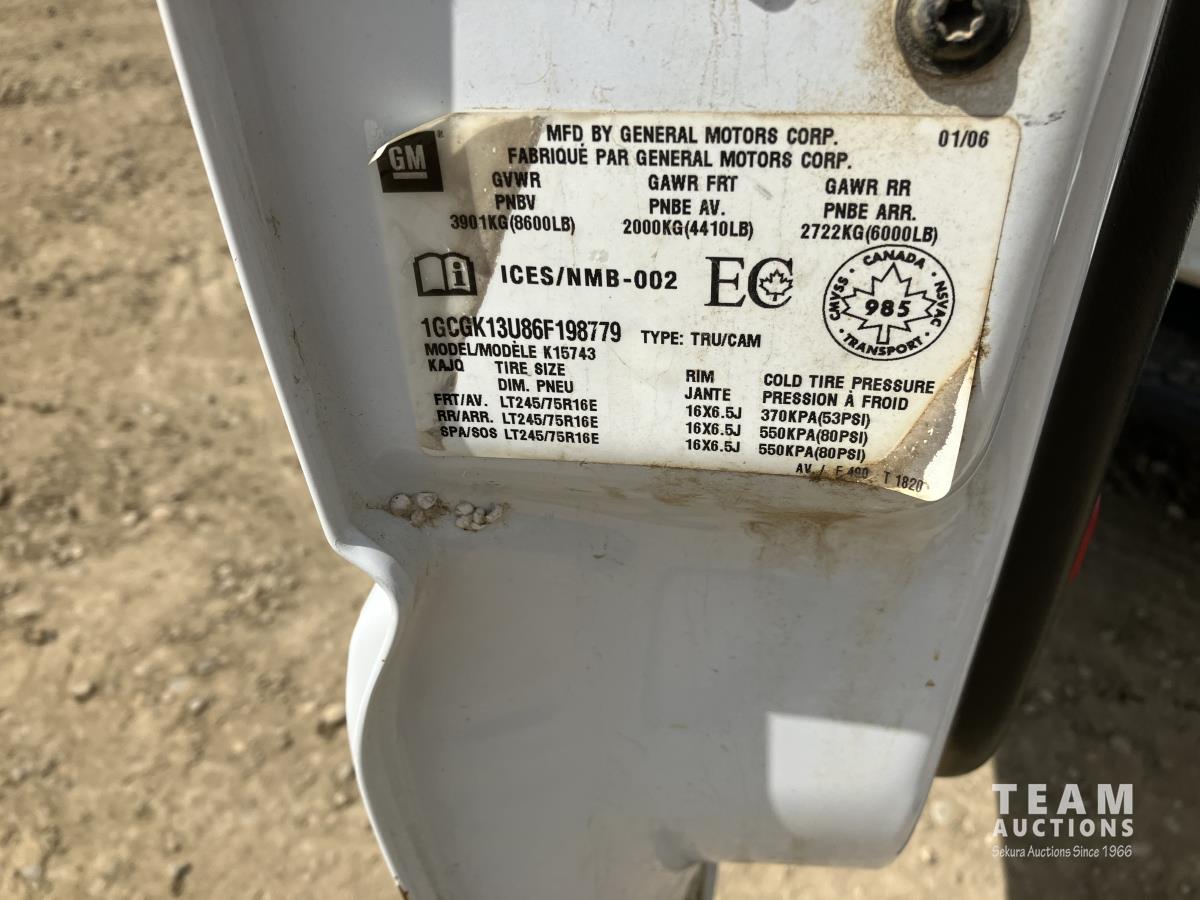 GM
MFD BY GENERAL MOTORS CORP. 01/06
FABRIQUÉ PAR GENERAL MOTORS CORP.
GVWR GAWR FRT GAWR RR
PNBV PNBE AV. PNBE ARR.
3901KG(8600LB) 2000KG(4410LB) 2722KG(6000LB)
ICES/NMB-002 EC
CANADA
CMVSS 985 NSVAC
TRANSPORT
1GCGK13U86F198779 TYPE: TRU/CAM
MODEL/MODÈLE K15743
KAJQ TIRE SIZE RIM COLD TIRE PRESSURE
DIM. PNEU JANTE PRESSION À FROID
FRT/AV. LT245/75R16E 16X6.5J 370KPA(53PSI)
RR/ARR. LT245/75R16E 16X6.5J 550KPA(80PSI)
SPA/SOS LT245/75R16E 16X6.5J 550KPA(80PSI)
T 1820
TEAM
AUCTIONS
Sekura Auctions Since 1966